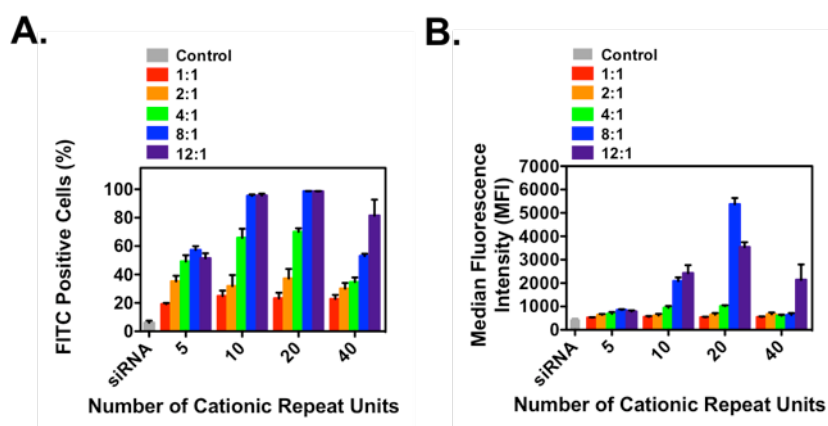 A.
Control
1:1
2:1
4:1
8:1
12:1
FITC Positive Cells (%)
100
80
60
40
20
0
siRNA
5
10
20
40
Number of Cationic Repeat Units
B.
Control
1:1
2:1
4:1
8:1
12:1
Median Fluorescence
Intensity (MFI)
7000
6000
5000
4000
3000
2000
1000
0
siRNA
5
10
20
40
Number of Cationic Repeat Units